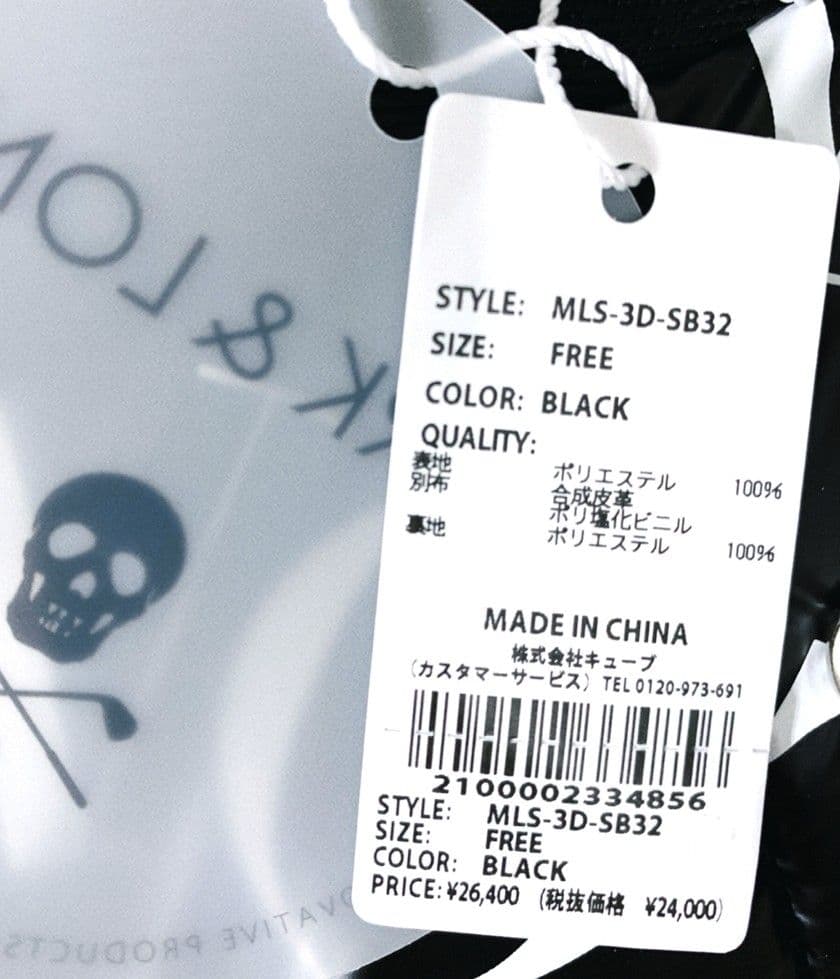 STYLE: MLS-3D-SB32
SIZE: FREE
COLOR: BLACK
QUALITY:
表地 ポリエステル 100%
別布 合成皮革
ポリ塩化ビニル
裏地 ポリエステル 100%
MADE IN CHINA
株式会社キューブ
(カスタマーサービス) TEL 0120-973-691
2100002334856
STYLE: MLS-3D-SB32
SIZE: FREE
COLOR: BLACK
PRICE: ¥26,400 (税抜価格 ¥24,000)
K & LO
VATIVE PRODUCTS